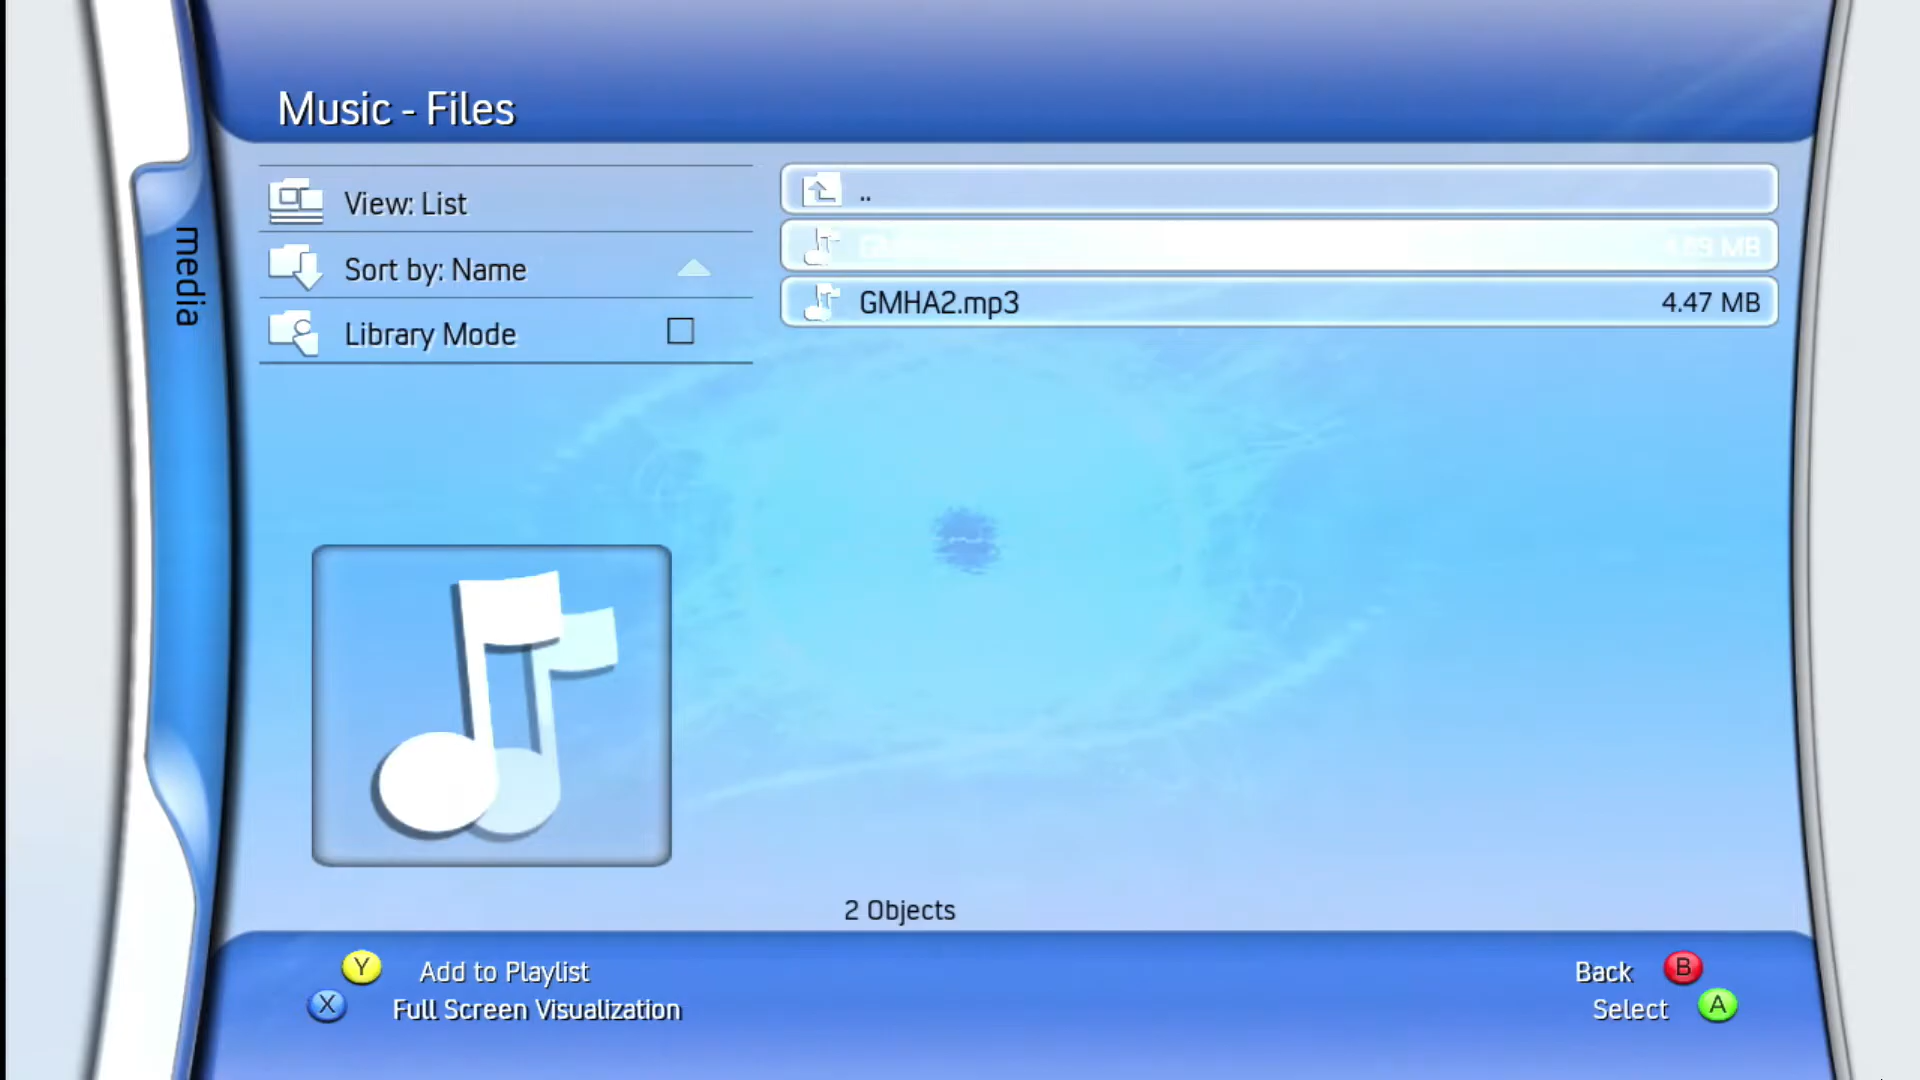 Music - Files
media
View: List
Sort by: Name
Library Mode
..
MB
GMHA2.mp3
4.47 MB
2 Objects
Y
Add to Playlist
X
Full Screen Visualization
Back
B
Select
A